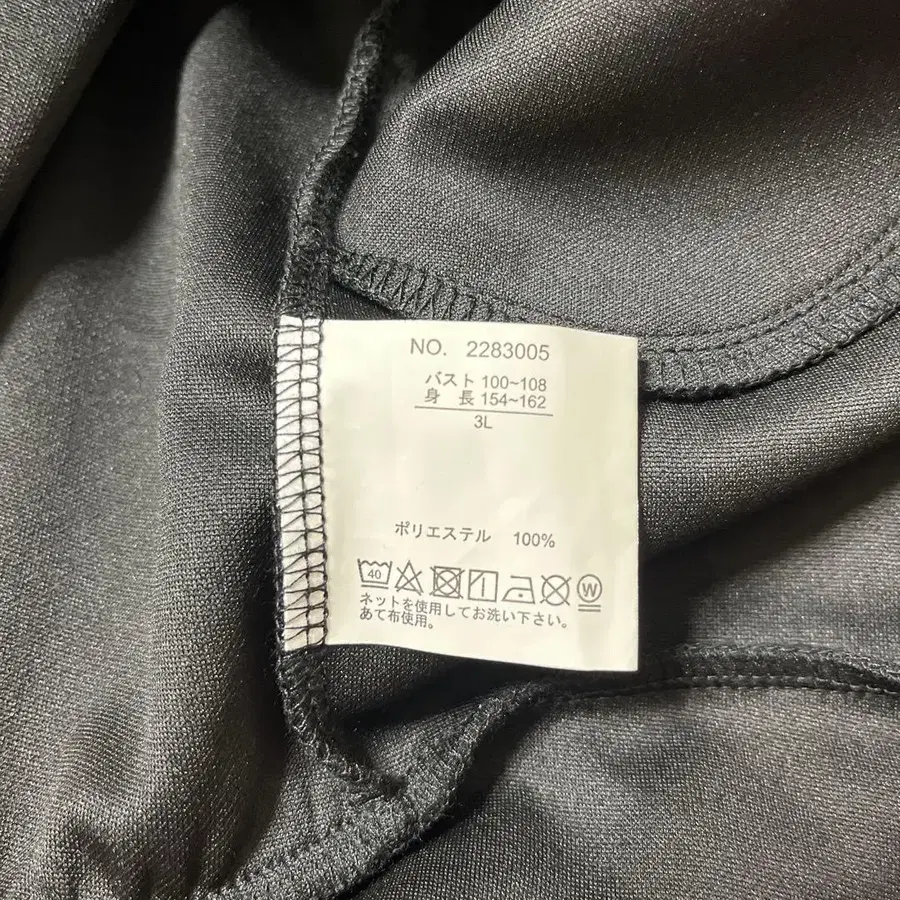 NO. 2283005
バスト 100~108
身 長 154~162
3L
ポリエステル 100%
40 W
ネットを使用してお洗い下さい。
あて布使用。